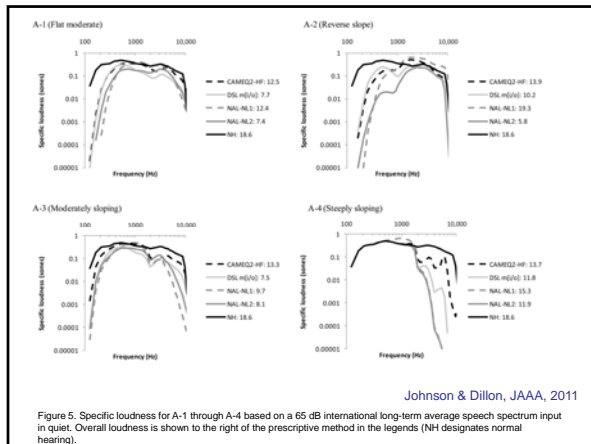 A-1 (Flat moderate)
100 1000 10,000
1
0.1
0.01
0.001
0.0001
0.00001
Specific loudness (sones)
Frequency (Hz)
CAMEQ2-HF: 12.5
DSL m[i/o]: 7.7
NAL-NL1: 12.4
NAL-NL2: 7.4
NH: 18.6
A-2 (Reverse slope)
100 1000 10,000
1
0.1
0.01
0.001
0.0001
0.00001
Specific loudness (sones)
Frequency (Hz)
CAMEQ2-HF: 13.9
DSL m[i/o]: 10.2
NAL-NL1: 19.3
NAL-NL2: 5.8
NH: 18.6
A-3 (Moderately sloping)
100 1000 10,000
1
0.1
0.01
0.001
0.0001
0.00001
Specific loudness (sones)
Frequency (Hz)
CAMEQ2-HF: 13.3
DSL m[i/o]: 7.5
NAL-NL1: 9.7
NAL-NL2: 8.1
NH: 18.6
A-4 (Steeply sloping)
100 1000 10,000
1
0.1
0.01
0.001
0.0001
0.00001
Specific loudness (sones)
Frequency (Hz)
CAMEQ2-HF: 13.7
DSL m[i/o]: 11.8
NAL-NL1: 15.3
NAL-NL2: 11.9
NH: 18.6
Johnson & Dillon, JAAA, 2011
Figure 5. Specific loudness for A-1 through A-4 based on a 65 dB international long-term average speech spectrum input
in quiet. Overall loudness is shown to the right of the prescriptive method in the legends (NH designates normal
hearing).